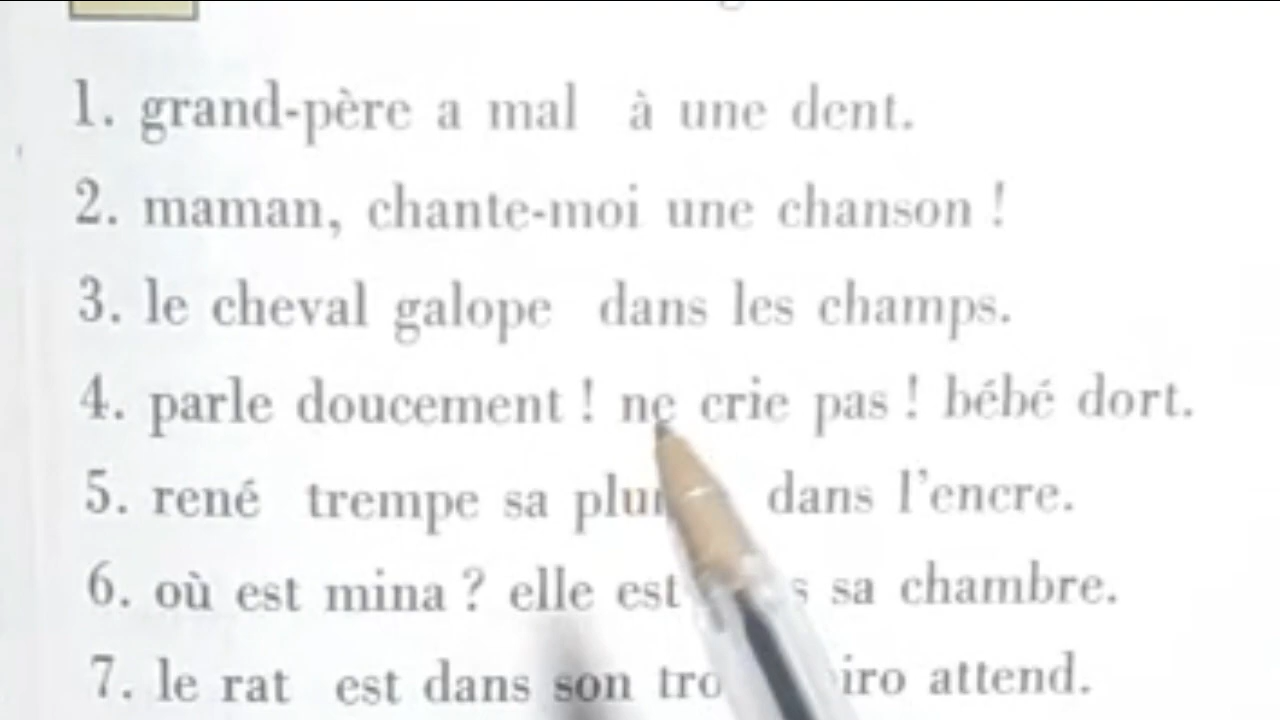 1. grand-père a mal à une dent.
2. maman, chante-moi une chanson !
3. le cheval galope dans les champs.
4. parle doucement ! ne crie pas ! bébé dort.
5. rené trempe sa dans l'encre.
6. où est mina ? elle est sa chambre.
7. le rat est dans son attend.